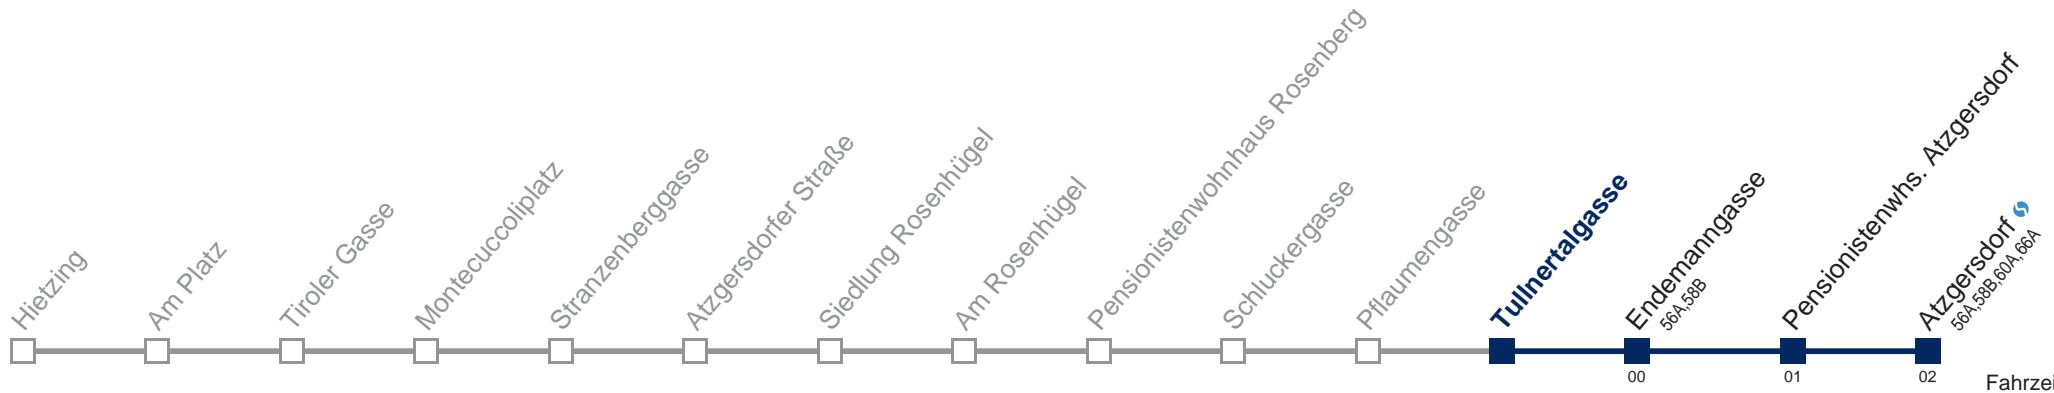 Hietzing
Am Platz
Tiroler Gasse
Montecuccoliplatz
Stranzenberggasse
Atzgersdorfer Straße
Siedlung Rosenhügel
Am Rosenhügel
Pensionistenwohnhaus Rosenberg
Schluckergasse
Pflaumengasse
Tullnertalgasse
Endemanngasse
56A,58B
Pensionistenwhs. Atzgersdorf
Atzgersdorf
56A,58B,60A,66A
00
01
02
Fahrzei